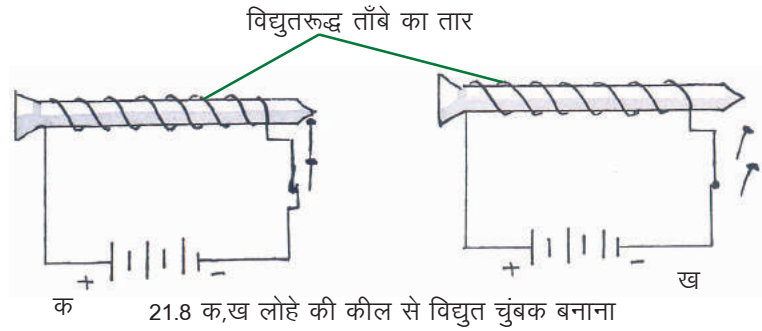 विद्युतरूद्ध ताँबे का तार
+ −
+ −
क
ख
21.8 क,ख लोहे की कील से विद्युत चुंबक बनाना